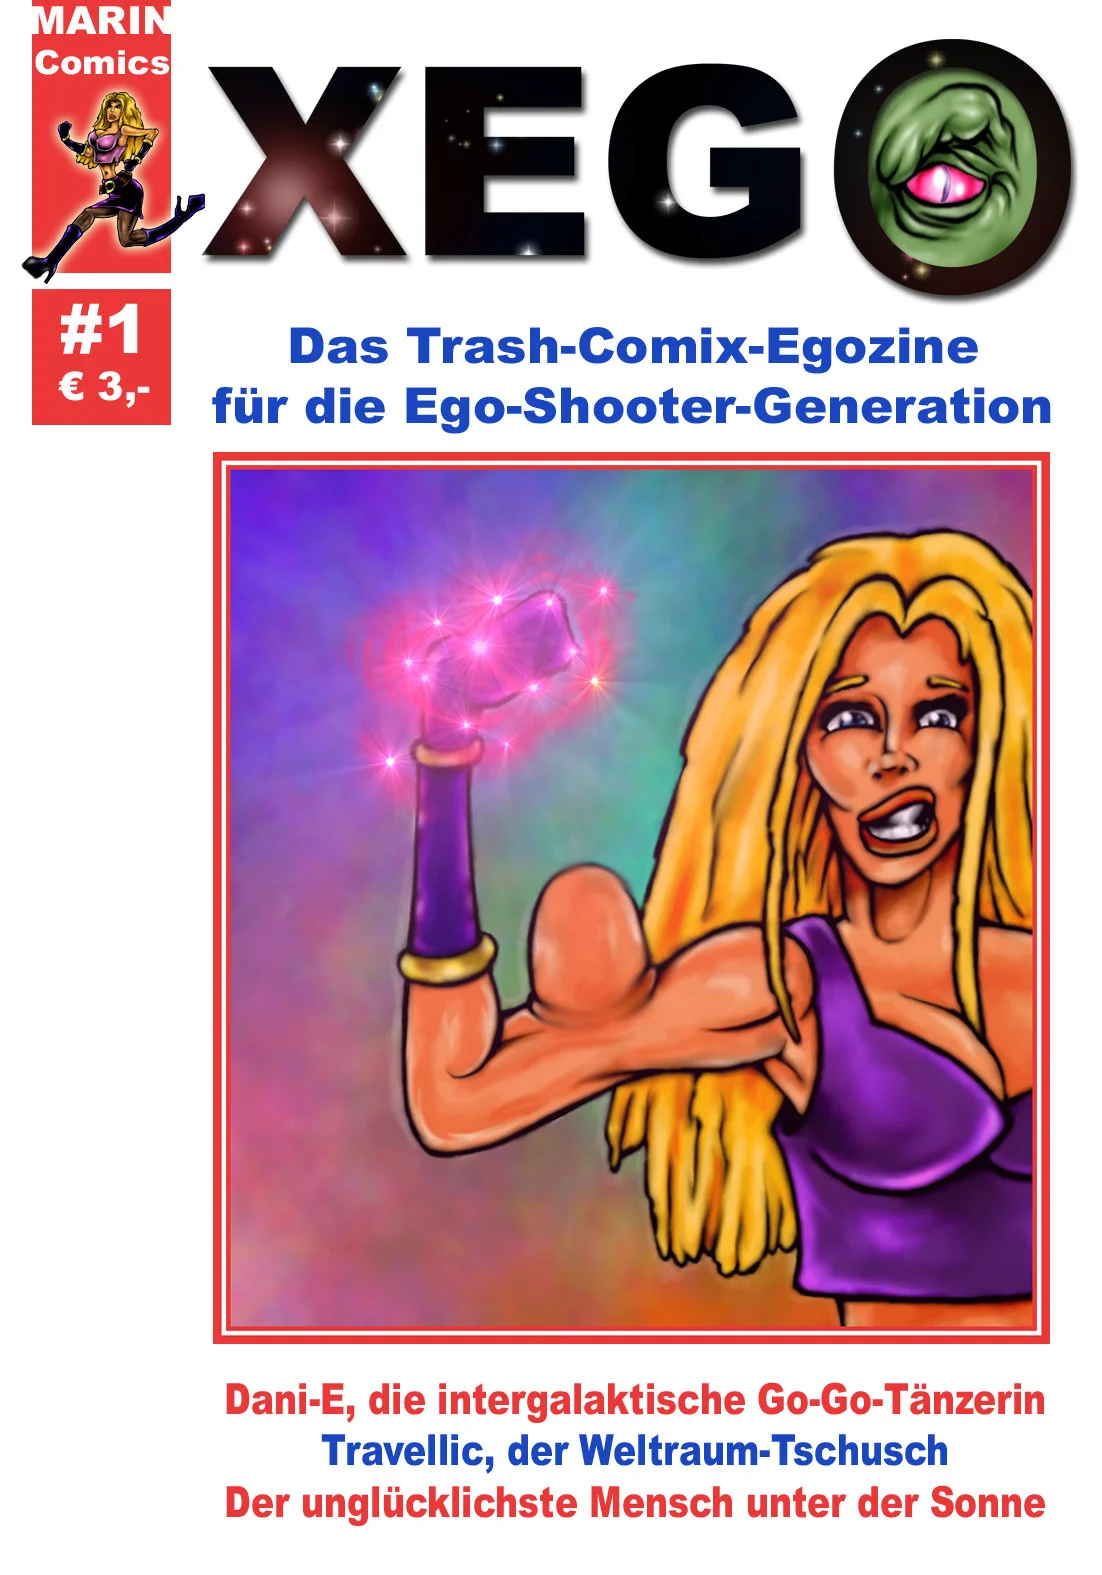 MARIN
Comics
XEGO
#1
€ 3,-
Das Trash-Comix-Egozine
für die Ego-Shooter-Generation
Dani-E, die intergalaktische Go-Go-Tänzerin
Travellic, der Weltraum-Tschusch
Der unglücklichste Mensch unter der Sonne